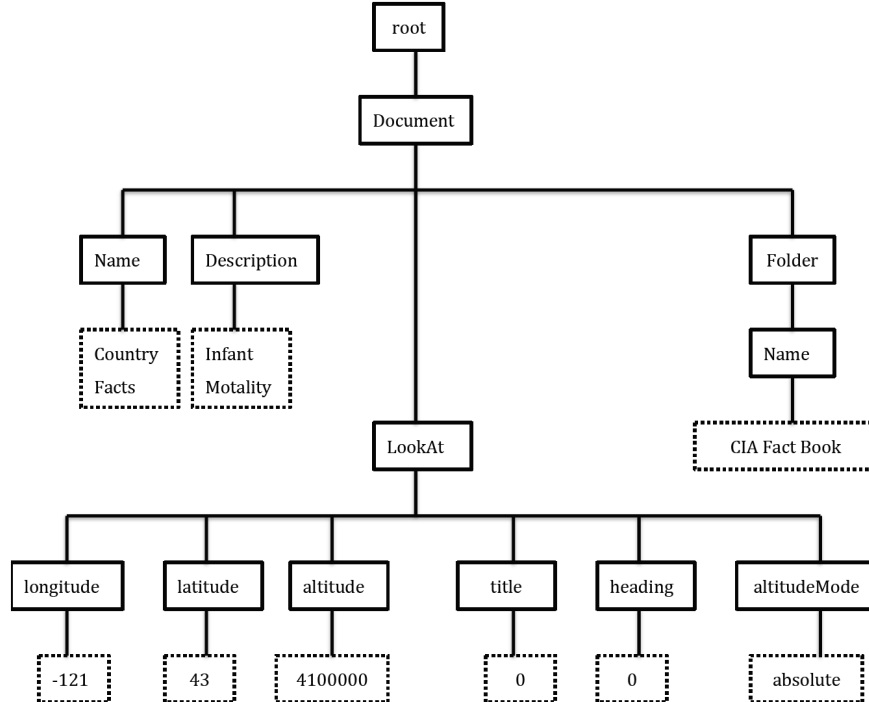 root
Document
Name
Description
Folder
Country
Facts
Infant
Motality
Name
LookAt
CIA Fact Book
longitude
latitude
altitude
title
heading
altitudeMode
-121
43
4100000
0
0
absolute